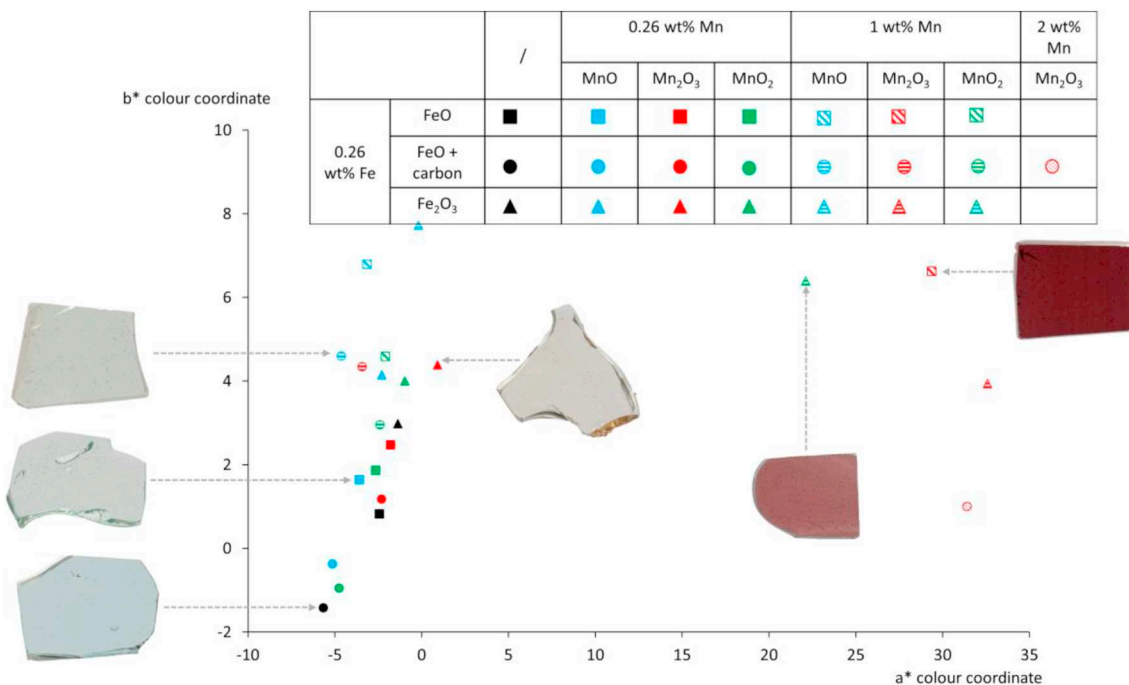 /
0.26 wt% Mn
1 wt% Mn
2 wt%
Mn
MnO
Mn₂O₃
MnO₂
MnO
Mn₂O₃
MnO₂
Mn₂O₃
0.26
wt% Fe
FeO
FeO +
carbon
Fe₂O₃
b* colour coordinate
10
8
6
4
2
0
-2
-10
-5
0
5
10
15
20
25
30
35
a* colour coordinate